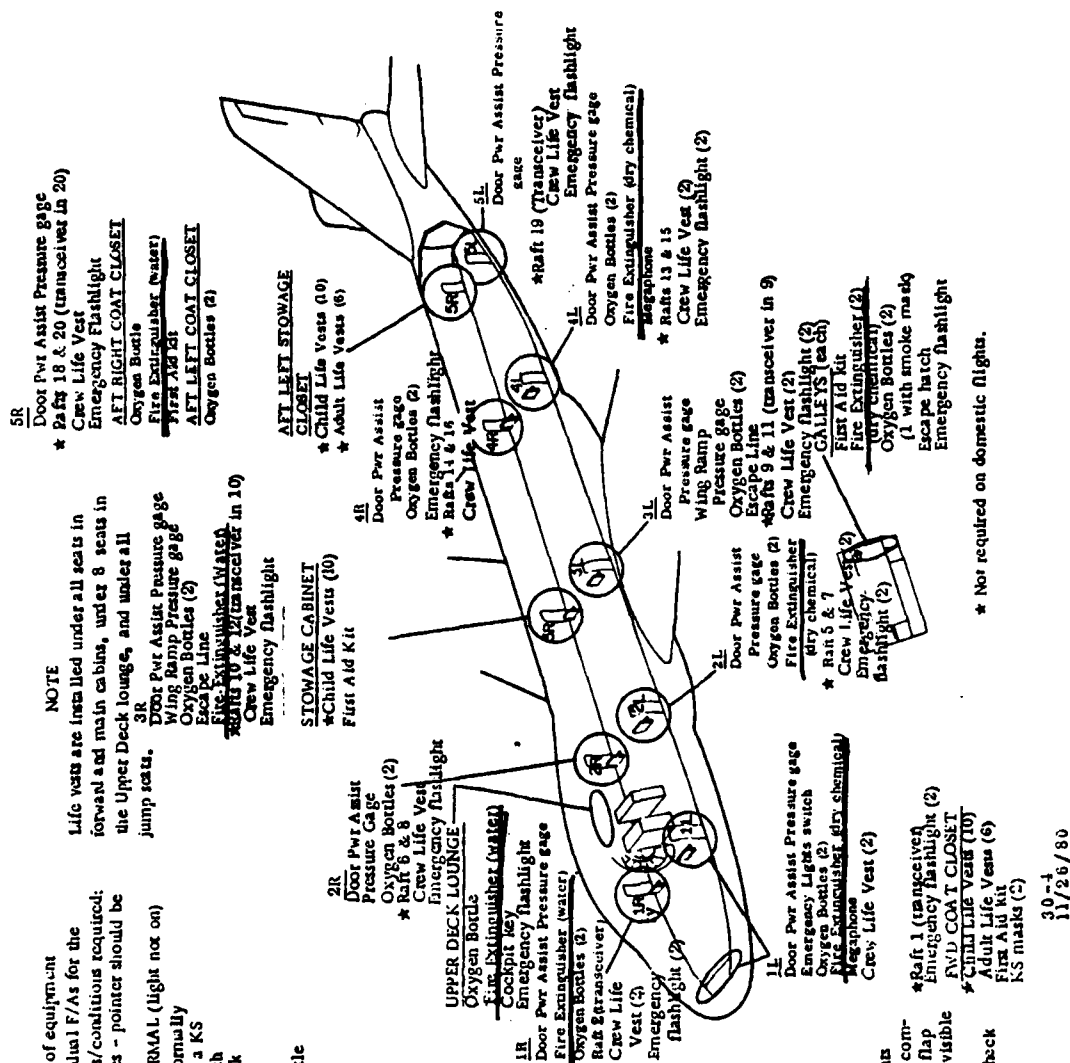 of equipment
dual F/As for the
s/conditions required:
es - pointer should be
RMAL (light not on)
ormally
a KS
NOTE
Life vests are installed under all seats in
forward and main cabins, under 8 seats in
the Upper Deck lounge, and under all
jump seats.
5R
Door Pwr Assist Pressure gage
★ Rafts 18 & 20 (transceiver in 20)
Crew Life Vest
Emergency Flashlight
AFT RIGHT COAT CLOSET
Oxygen Bottle
Fire Extinguisher (water)
First Aid kit
AFT LEFT COAT CLOSET
Oxygen Bottles (2)
3R
Door Pwr Assist Pressure gage
Wing Ramp Pressure gage
Oxygen Bottles (2)
Escape Line
Fire Extinguisher (Water)
★ Rafts 10 & 12 (transceiver in 10)
Crew Life Vest
Emergency flashlight
STOWAGE CABINET
★Child Life Vests (10)
First Aid Kit
AFT LEFT STOWAGE
CLOSET
★ Child Life Vests (10)
★ Adult Life Vests (6)
2R
Door Pwr Assist
Pressure Gage
Oxygen Bottles (2)
★ Raft 6 & 8
Crew Life Vest
Emergency flashlight
4R
Door Pwr Assist
Pressure gage
Oxygen Bottles (2)
Emergency flashlight
★ Rafts 14 & 16
Crew Life Vest
UPPER DECK LOUNGE
Oxygen Bottle
Fire Extinguisher (water)
Cockpit key
Emergency flashlight
1R
Door Pwr Assist Pressure gage
Fire Extinguisher (water)
Oxygen Bottles (2)
Raft (transceiver)
Crew Life
Vest (2)
Emergency
flashlight (2)
1R
2R
3R
4R
5R
1L
2L
3L
4L
5L
5L
Door Pwr Assist Pressure
gage
★Raft 19 (Transceiver)
Crew Life Vest
Emergency flashlight
4L
Door Pwr Assist Pressure gage
Oxygen Bottles (2)
Fire Extinguisher (dry chemical)
Megaphone
★ Rafts 13 & 15
Crew Life Vest (2)
Emergency flashlight (2)
3L
Door Pwr Assist
Pressure gage
Wing Ramp
Pressure gage
Oxygen Bottles (2)
Escape Line
★Rafts 9 & 11 (transceiver in 9)
Crew Life Vest (2)
Emergency flashlight (2)
GALLEYS (each)
First Aid kit
Fire Extinguisher (2)
(dry chemical)
Oxygen Bottles (2)
(1 with smoke mask)
Escape hatch
Emergency flashlight
2L
Door Pwr Assist
Pressure gage
Oxygen Bottles (2)
Fire Extinguisher
(dry chemical)
★ Raft 5 & 7
Crew Life Vest (2)
Emergency
flashlight (2)
1L
Door Pwr Assist Pressure gage
Emergency Lights switch
Oxygen Bottles (2)
Fire Extinguisher (dry chemical)
Megaphone
Crew Life Vest (2)
★Raft 1 (transceiver)
Emergency flashlight (2)
FWD COAT CLOSET
★ Child Life Vests (10)
Adult Life Vests (6)
First Aid kit
KS masks (2)
★ Not required on domestic flights.
com-
flap
visible
back
30-4
11/26/80